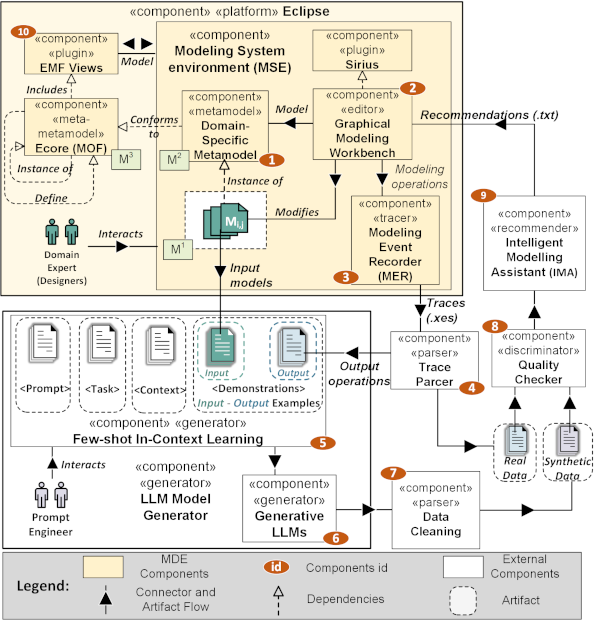 «component» «platform» Eclipse
10
«component»
«plugin»
EMF Views
Model
«component»
Modeling System
environment (MSE)
«component»
«plugin»
Sirius
Includes
«component»
«meta-
metamodel»
Ecore (MOF)
M3
Instance of
Define
Conforms
to
«component»
«metamodel»
Domain-
Specific
Metamodel
M2
1
Model
2
«component»
«editor»
Graphical
Modeling
Workbench
Recommendations (.txt)
Modeling
operations
Instance of
Mi,j
Modifies
M1
Interacts
Domain
Expert
(Designers)
«component»
«tracer»
Modeling
Event
Recorder
(MER)
3
9
«component»
«recommender»
Intelligent
Modelling
Assistant (IMA)
Input
models
Traces
(.xes)
«component»
«parser»
Trace
Parcer
4
8
«component»
«discriminator»
Quality
Checker
Output
operations
<Prompt>
<Task>
<Context>
Input
Output
<Demonstrations>
Input - Output Examples
«component» «generator»
Few-shot In-Context Learning
5
Real
Data
Synthetic
Data
Interacts
Prompt
Engineer
«component»
«generator»
LLM Model
Generator
«component»
«generator»
Generative
LLMs
6
7
«component»
«parser»
Data
Cleaning
Legend:
MDE
Components
id
Components id
External
Components
Connector and
Artifact Flow
Dependencies
Artifact